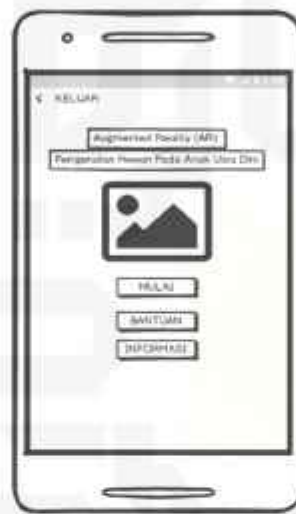 < KELUAR
Augmented Reality (AR)
Pengenalan Hewan Pada Anak Usia Dini
MULAI
BANTUAN
INFORMASI